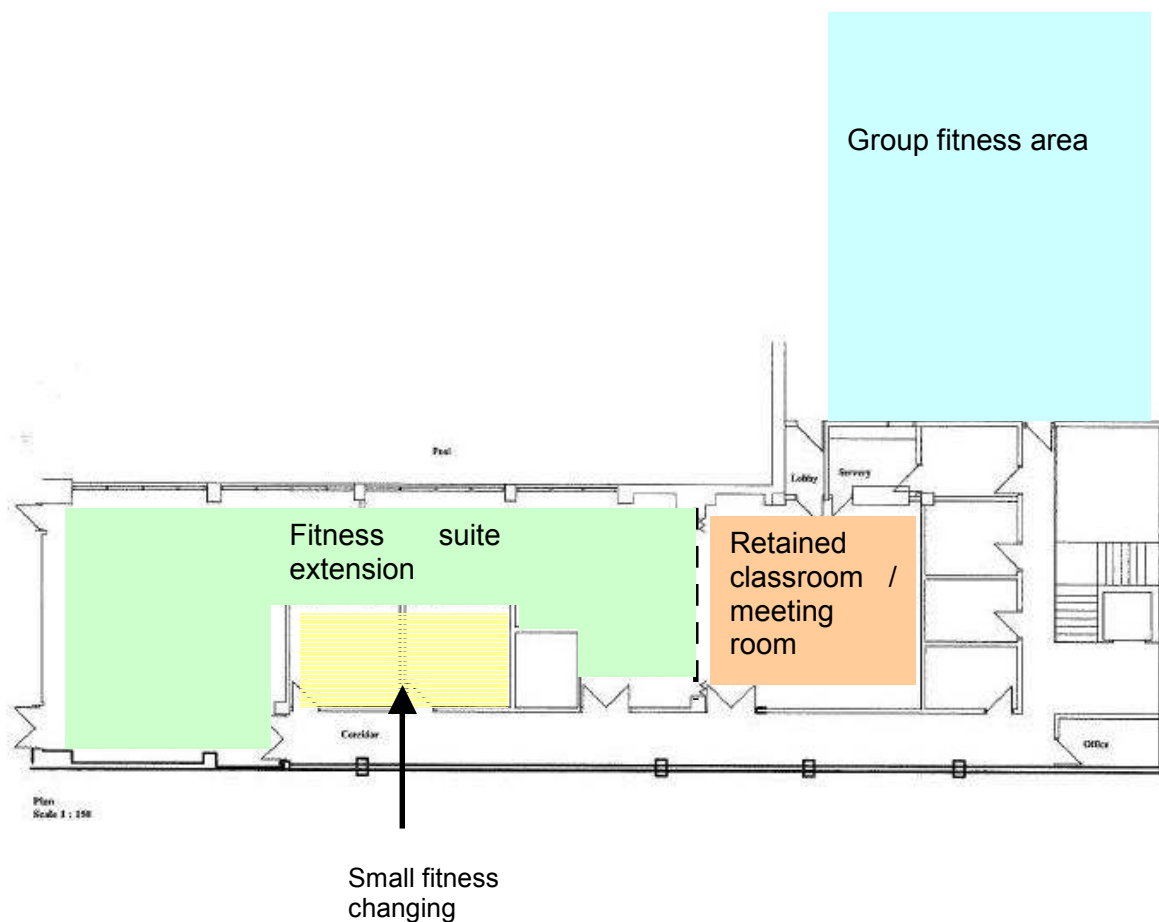 Group fitness area
Pool
Lobby
Servery
Fitness suite
extension
Retained
classroom /
meeting
room
Corridor
Office
Plan
Scale 1 : 150
Small fitness
changing